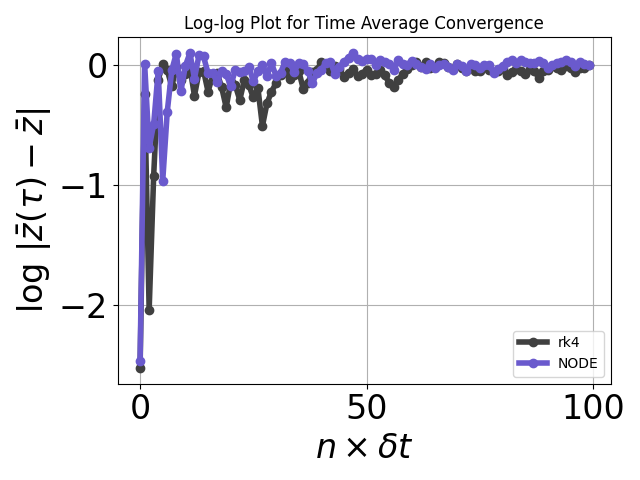 Log-log Plot for Time Average Convergence
log |z̄(τ) − z̄|
0
−1
−2
rk4
NODE
0 50 100
n × δt